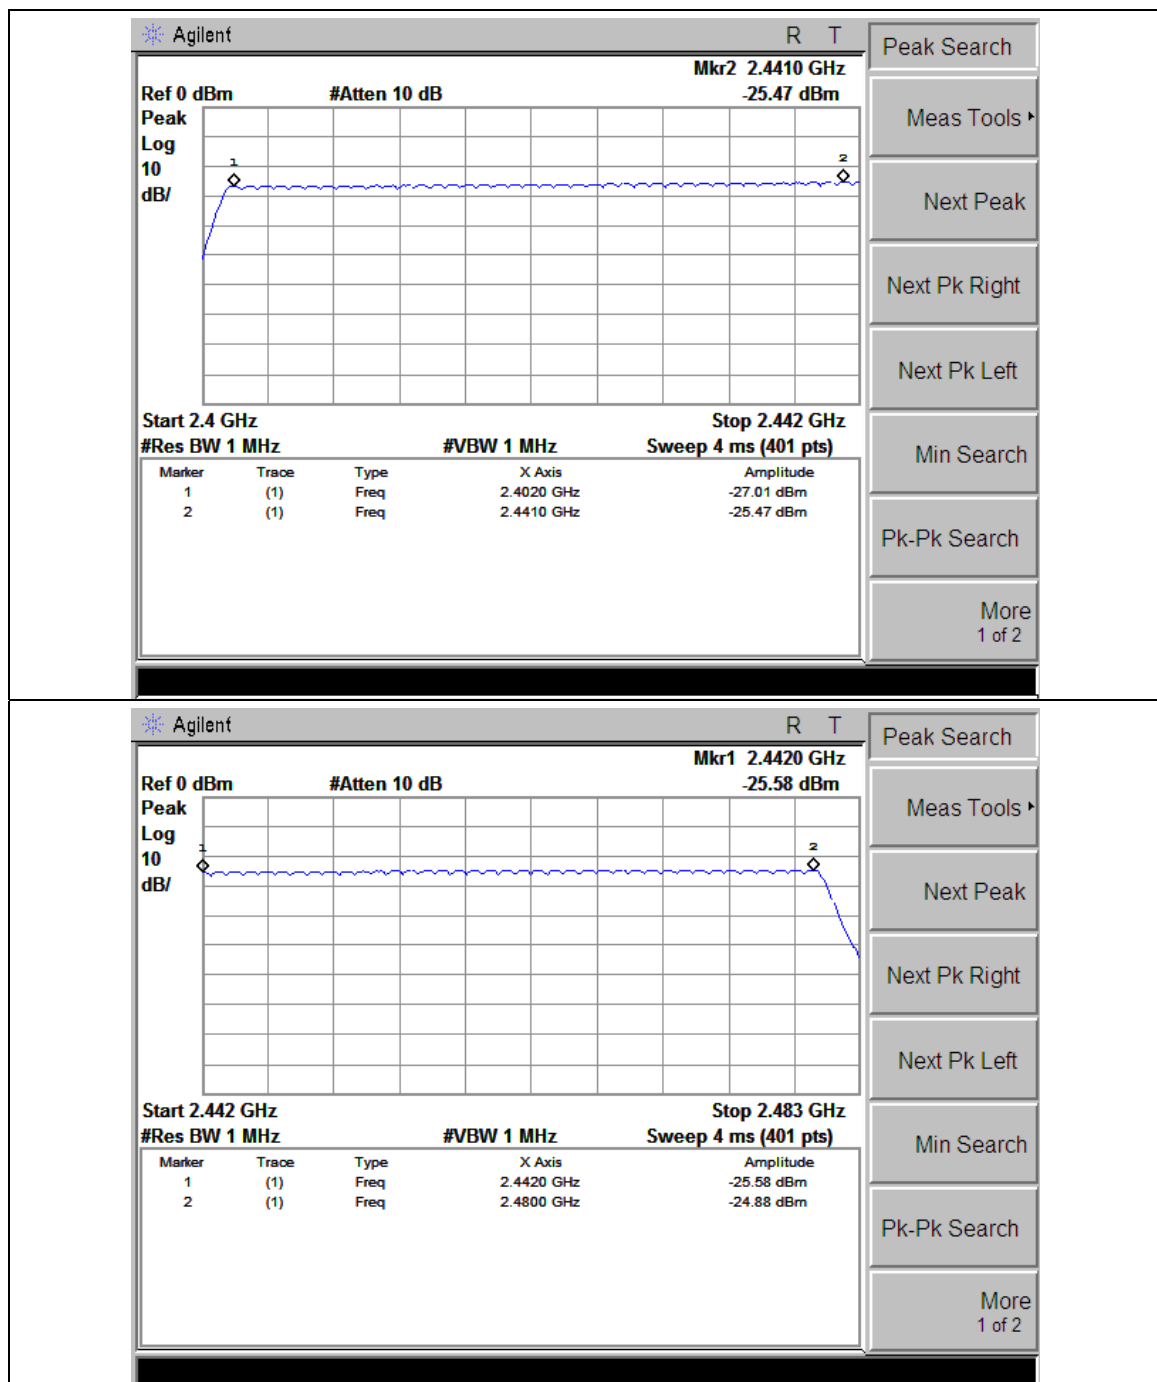 Agilent R T
Peak Search
Mkr2 2.4410 GHz
Ref 0 dBm #Atten 10 dB -25.47 dBm
Peak
Log
10
dB/
1
2
Start 2.4 GHz Stop 2.442 GHz
#Res BW 1 MHz #VBW 1 MHz Sweep 4 ms (401 pts)
Marker Trace Type X Axis Amplitude
1 (1) Freq 2.4020 GHz -27.01 dBm
2 (1) Freq 2.4410 GHz -25.47 dBm
Meas Tools
Next Peak
Next Pk Right
Next Pk Left
Min Search
Pk-Pk Search
More
1 of 2
Agilent R T
Peak Search
Mkr1 2.4420 GHz
Ref 0 dBm #Atten 10 dB -25.58 dBm
Peak
Log
10
dB/
1
2
Start 2.442 GHz Stop 2.483 GHz
#Res BW 1 MHz #VBW 1 MHz Sweep 4 ms (401 pts)
Marker Trace Type X Axis Amplitude
1 (1) Freq 2.4420 GHz -25.58 dBm
2 (1) Freq 2.4800 GHz -24.88 dBm
Meas Tools
Next Peak
Next Pk Right
Next Pk Left
Min Search
Pk-Pk Search
More
1 of 2